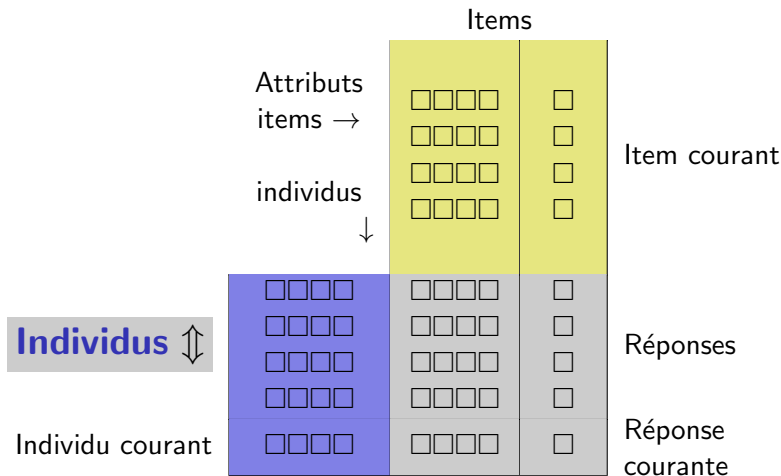 Items
Attributs
items →
Item courant
individus
↓
Individus ⇕
Réponses
Individu courant
Réponse
courante